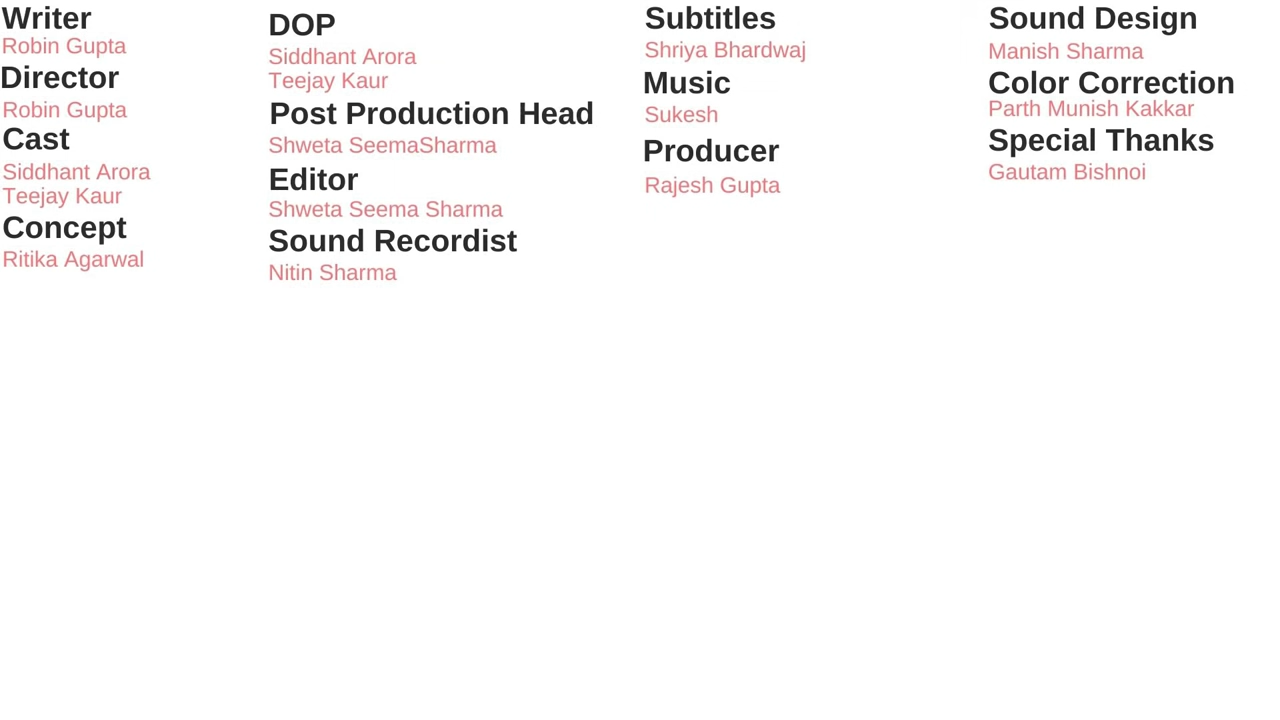 Writer
Robin Gupta
Director
Robin Gupta
Cast
Siddhant Arora
Teejay Kaur
Concept
Ritika Agarwal
DOP
Siddhant Arora
Teejay Kaur
Post Production Head
Shweta SeemaSharma
Editor
Shweta Seema Sharma
Sound Recordist
Nitin Sharma
Subtitles
Shriya Bhardwaj
Music
Sukesh
Producer
Rajesh Gupta
Sound Design
Manish Sharma
Color Correction
Parth Munish Kakkar
Special Thanks
Gautam Bishnoi